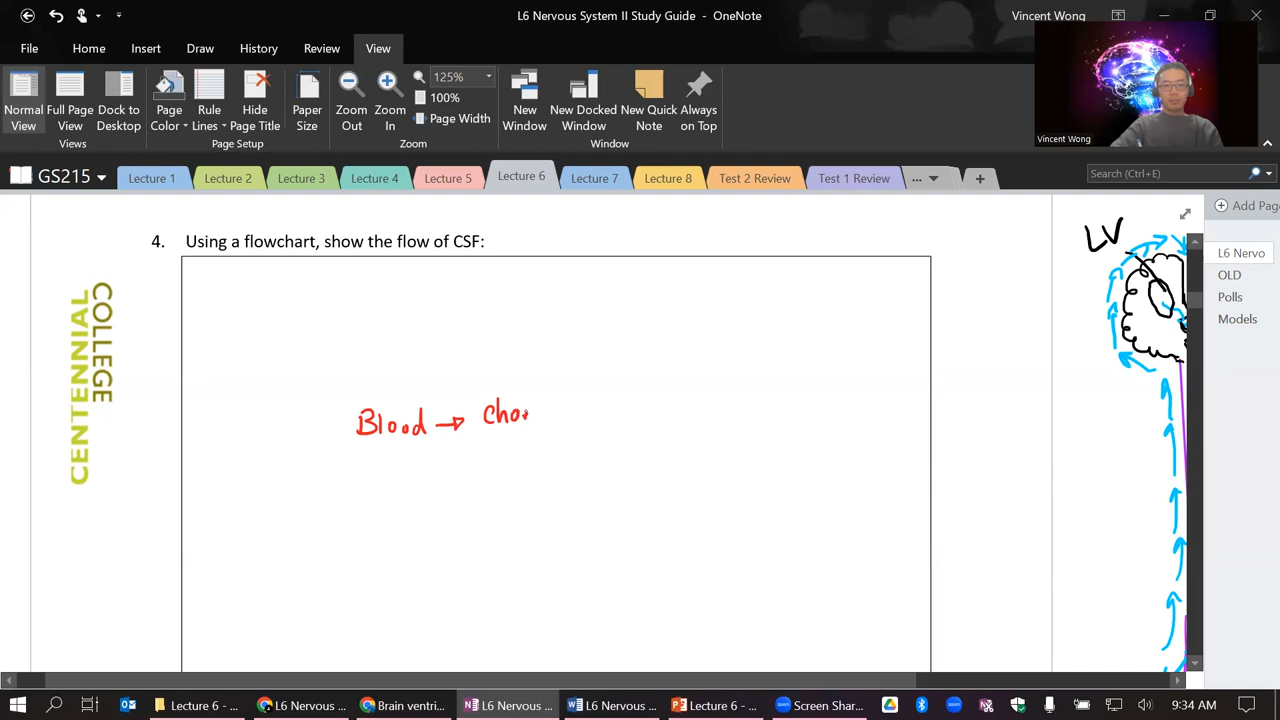 L6 Nervous System II Study Guide - OneNote
Vincent Wong
File Home Insert Draw History Review View
Normal View
Full Page View
Dock to Desktop
Page Color
Rule Lines
Hide Page Title
Paper Size
Zoom Out
Zoom In
125%
100%
Page Width
New Window
New Docked Window
New Quick Note
Always on Top
Views
Page Setup
Zoom
Window
Vincent Wong
GS215
Lecture 1 Lecture 2 Lecture 3 Lecture 4 Lecture 5 Lecture 6 Lecture 7 Lecture 8 Test 2 Review Test 1 Review ...
Search (Ctrl+E)
Add Pag
L6 Nervo
OLD
Polls
Models
4. Using a flowchart, show the flow of CSF:
CENTENNIAL
COLLEGE
LV
Blood → Cho
Lecture 6 - ...
L6 Nervous ...
Brain ventri...
L6 Nervous ...
L6 Nervous ...
Lecture 6 - ...
Screen Shar...
9:34 AM